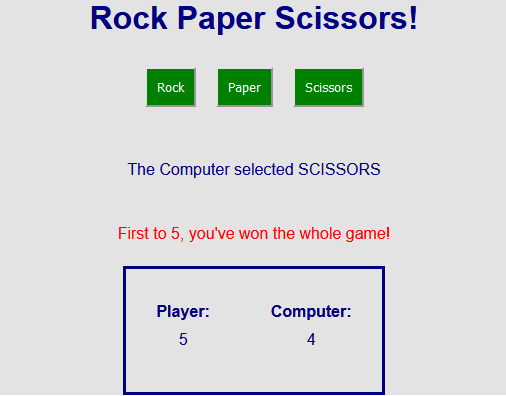 Rock Paper Scissors!
Rock Paper Scissors
The Computer selected SCISSORS
First to 5, you've won the whole game!
Player: Computer:
5 4